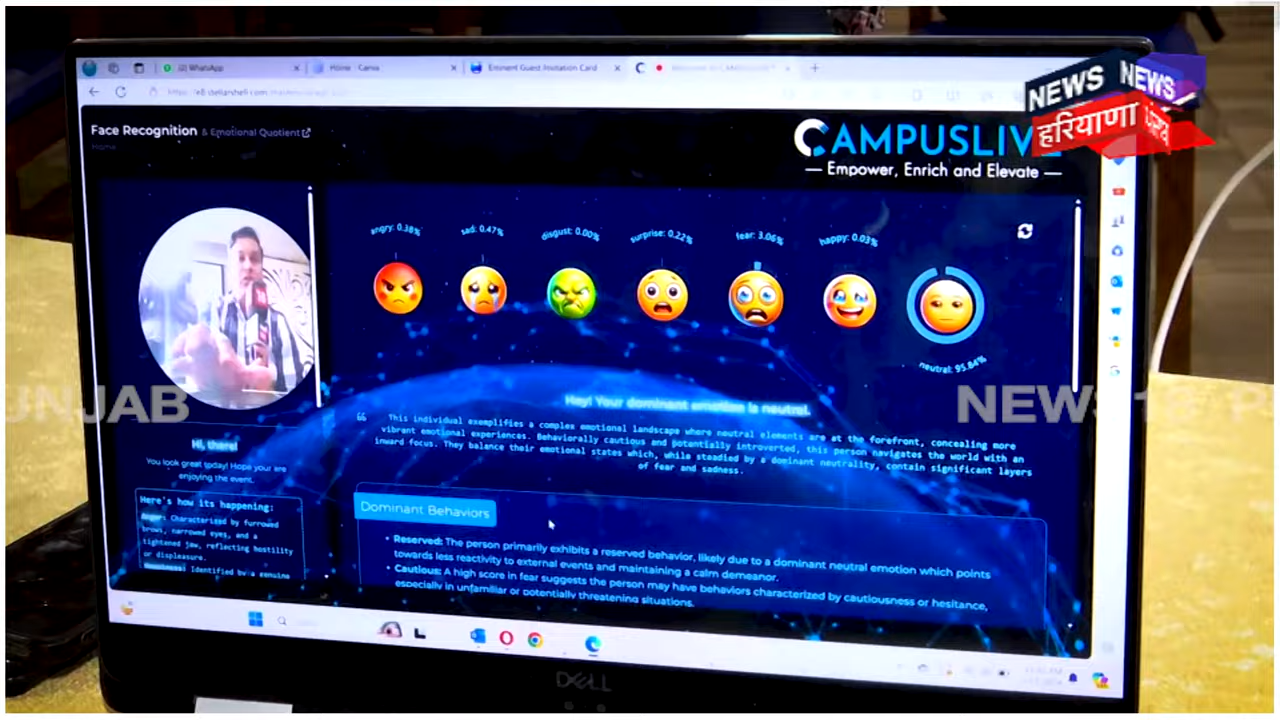 (2) WhatsApp
Home - Canva
Eminent Guest Invitation Card
NEWS
हरियाणा
NEWS
Face Recognition & Emotional Quotient
Home
CAMPUSLIVE
— Empower, Enrich and Elevate —
angry: 0.38%
sad: 0.47%
disgust: 0.00%
surprise: 0.22%
fear: 3.06%
happy: 0.03%
neutral: 95.84%
UNJAB
NEWS
Hey! Your dominant emotion is neutral.
This individual exemplifies a complex emotional landscape where neutral elements are at the forefront, concealing more
vibrant emotional experiences. Behaviorally cautious and potentially introverted, this person navigates the world with an
inward focus. They balance their emotional states which, while steadied by a dominant neutrality, contain significant layers
of fear and sadness.
Hi, there!
You look great today! Hope your are
enjoying the event.
Here's how its happening:
Anger: Characterized by furrowed
brows, narrowed eyes, and a
tightened jaw, reflecting hostility
or displeasure.
Happiness: Identified by a genuine
Dominant Behaviors
• Reserved: The person primarily exhibits a reserved behavior, likely due to a dominant neutral emotion which points
towards less reactivity to external events and maintaining a calm demeanor.
• Cautious: A high score in fear suggests the person may have behaviors characterized by cautiousness or hesitance,
especially in unfamiliar or potentially threatening situations.
DELL